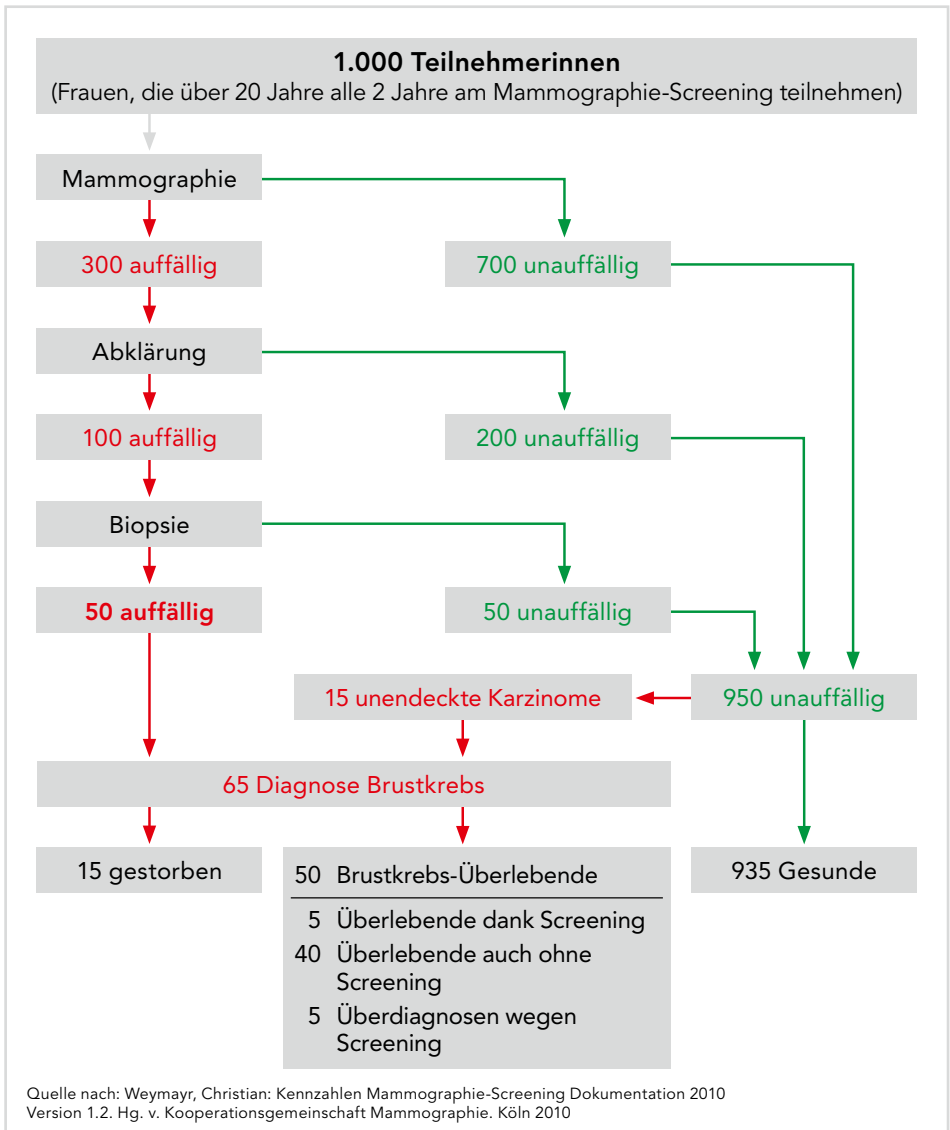 1.000 Teilnehmerinnen
(Frauen, die über 20 Jahre alle 2 Jahre am Mammographie-Screening teilnehmen)
Mammographie
300 auffällig
700 unauffällig
Abklärung
100 auffällig
200 unauffällig
Biopsie
50 auffällig
50 unauffällig
15 unendeckte Karzinome
950 unauffällig
65 Diagnose Brustkrebs
15 gestorben
50 Brustkrebs-Überlebende
5 Überlebende dank Screening
40 Überlebende auch ohne
Screening
5 Überdiagnosen wegen
Screening
935 Gesunde
Quelle nach: Weymayr, Christian: Kennzahlen Mammographie-Screening Dokumentation 2010
Version 1.2. Hg. v. Kooperationsgemeinschaft Mammographie. Köln 2010